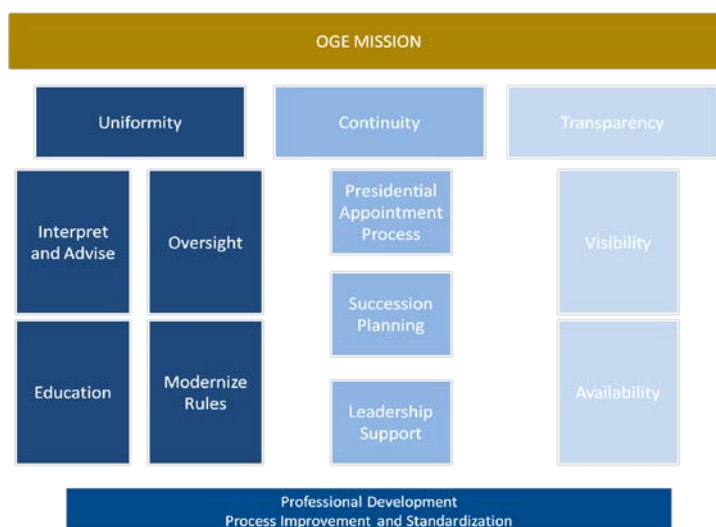 OGE MISSION
Uniformity
Continuity
Transparency
Interpret
and Advise
Oversight
Education
Modernize
Rules
Presidential
Appointment
Process
Succession
Planning
Leadership
Support
Visibility
Availability
Professional Development
Process Improvement and Standardization